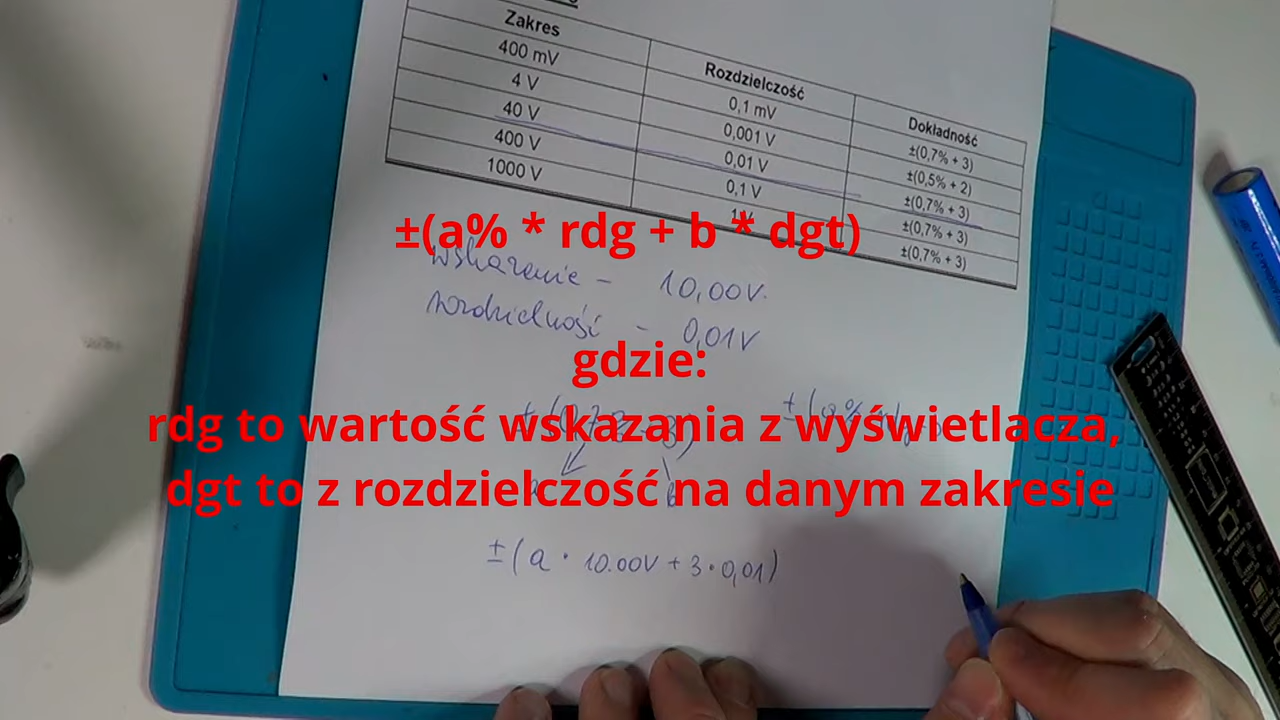 Zakres Rozdzielczość Dokładność
400 mV 0,1 mV ±(0,7% + 3)
4 V 0,001 V ±(0,5% + 2)
40 V 0,01 V ±(0,7% + 3)
400 V 0,1 V ±(0,7% + 3)
1000 V ±(0,7% + 3)
±(a% * rdg + b * dgt)
wskazanie - 10,00V.
rozdzielność - 0,01V
gdzie:
rdg to wartość wskazania z wyświetlacza,
dgt to z rozdzielczość na danym zakresie
±(a · 10.00V + 3·0,01)